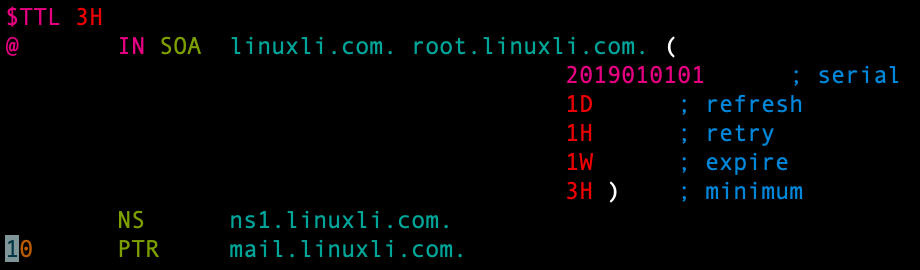 $TTL 3H
@ IN SOA linuxli.com. root.linuxli.com. (
2019010101 ; serial
1D ; refresh
1H ; retry
1W ; expire
3H ) ; minimum
NS ns1.linuxli.com.
10 PTR mail.linuxli.com.